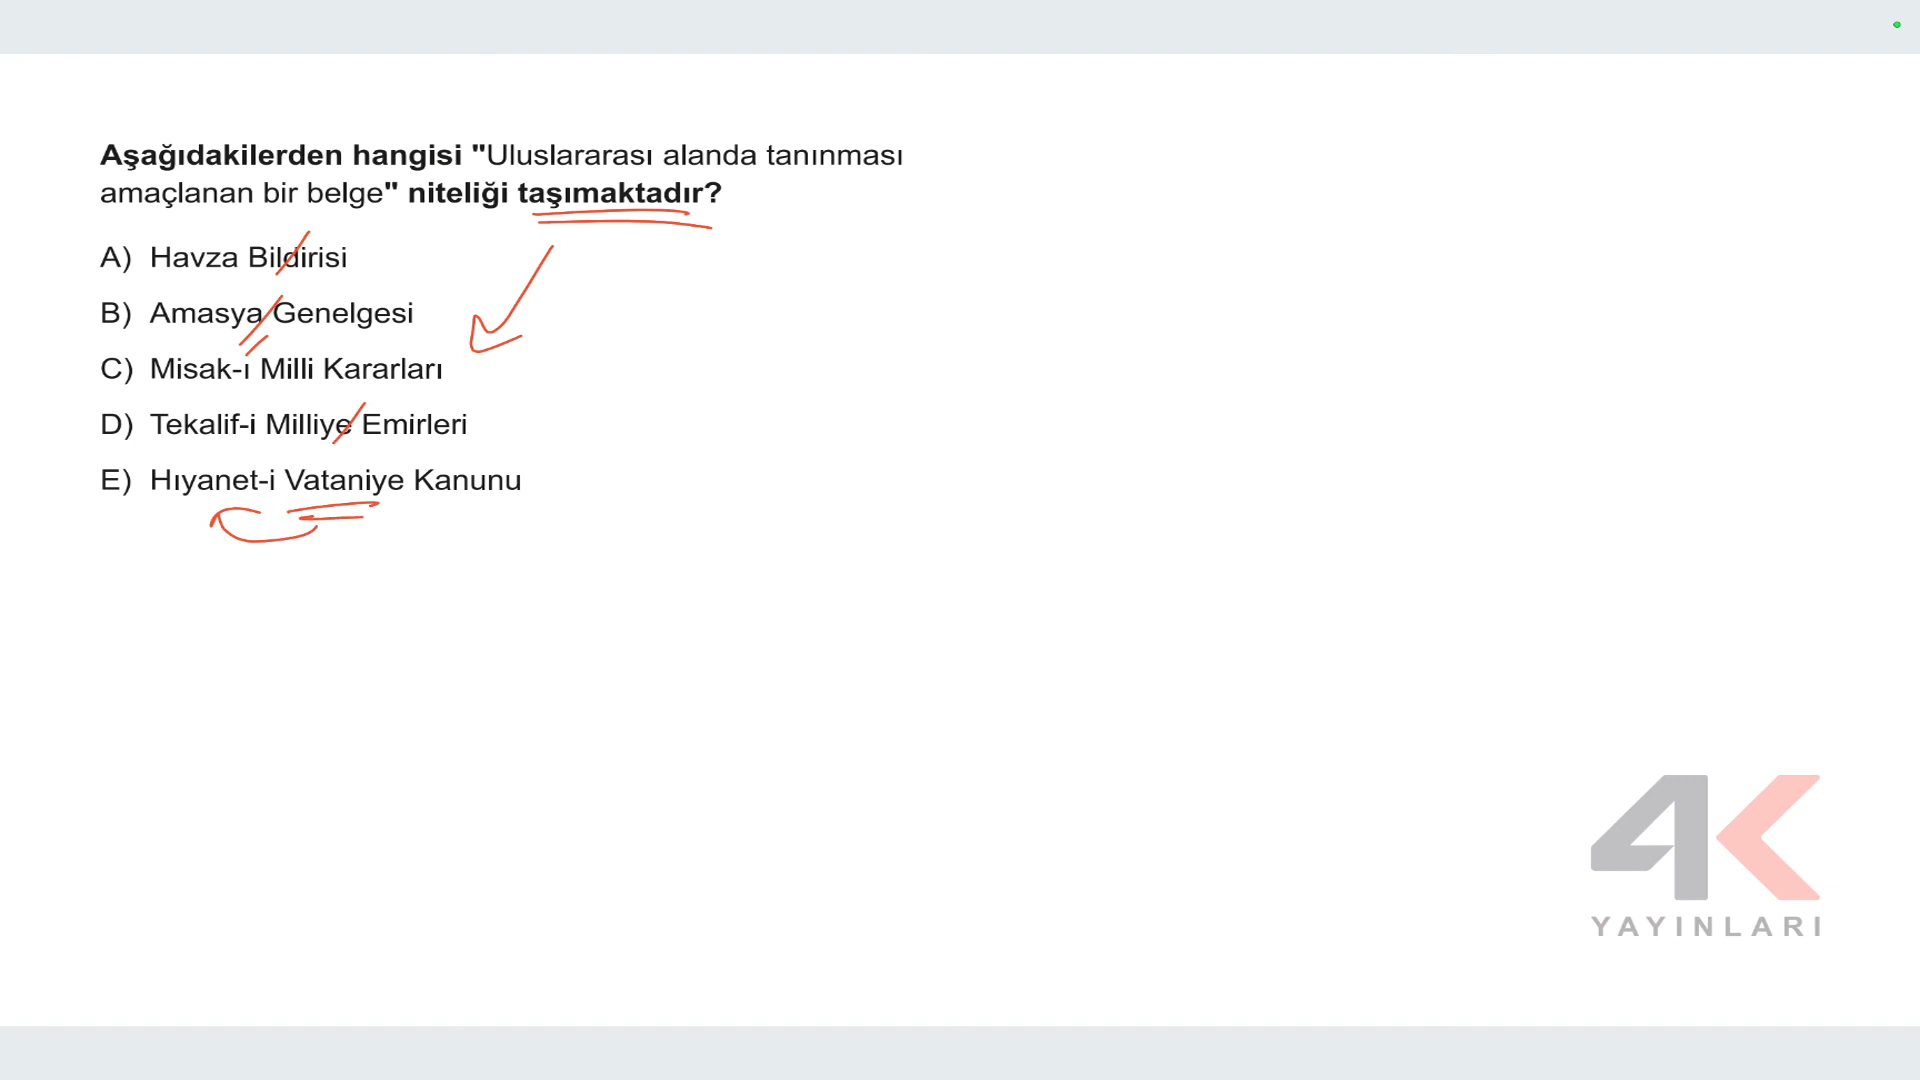 Aşağıdakilerden hangisi "Uluslararası alanda tanınması
amaçlanan bir belge" niteliği taşımaktadır?
A) Havza Bildirisi
B) Amasya Genelgesi
C) Misak-ı Milli Kararları
D) Tekalif-i Milliye Emirleri
E) Hıyanet-i Vataniye Kanunu
4K
YAYINLARI